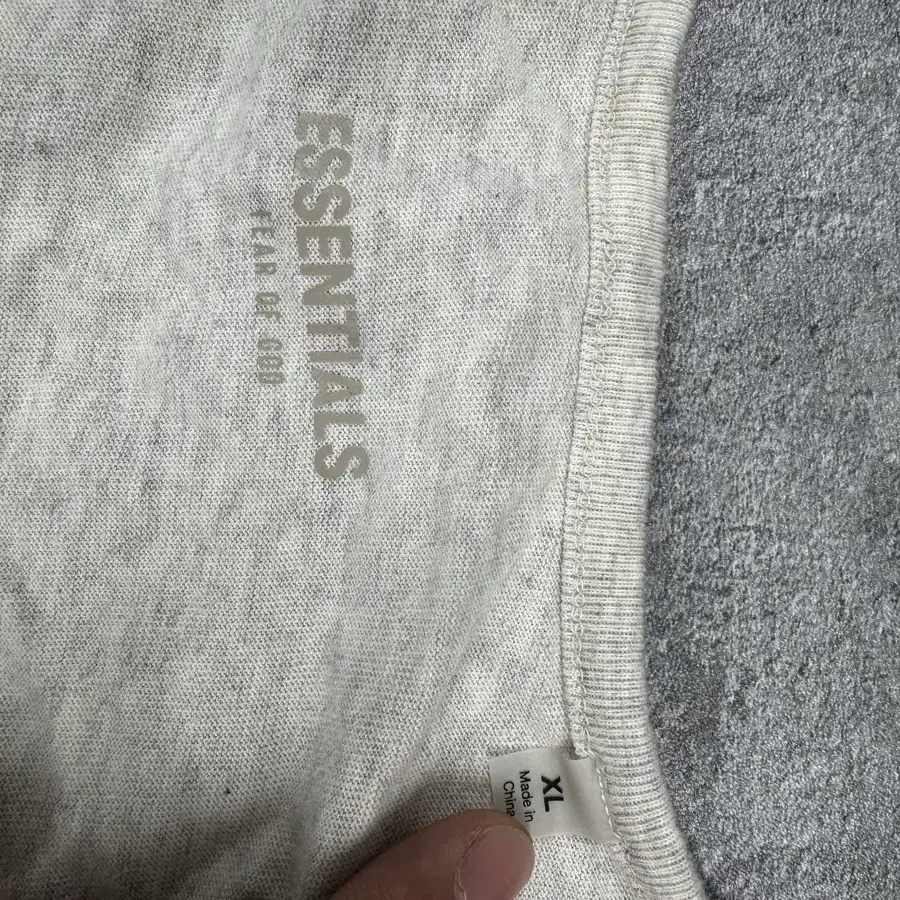 ESSENTIALS
FEAR OF GOD
XL
Made in
China